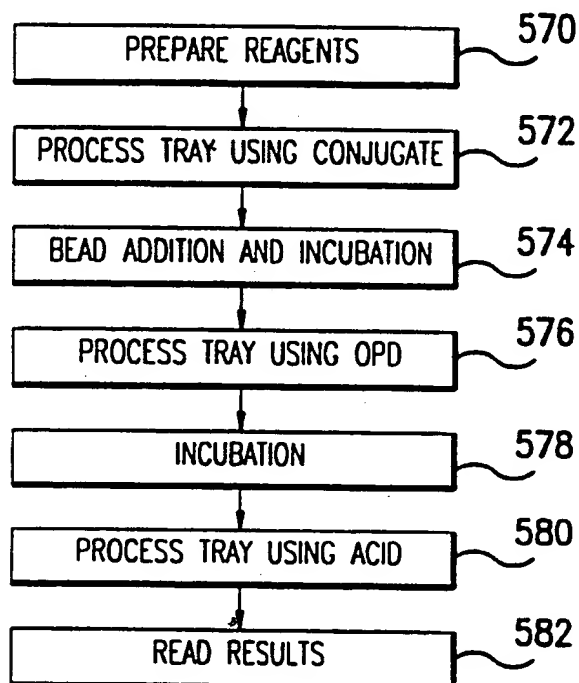 570
PREPARE REAGENTS
572
PROCESS TRAY USING CONJUGATE
574
BEAD ADDITION AND INCUBATION
576
PROCESS TRAY USING OPD
578
INCUBATION
580
PROCESS TRAY USING ACID
582
READ RESULTS